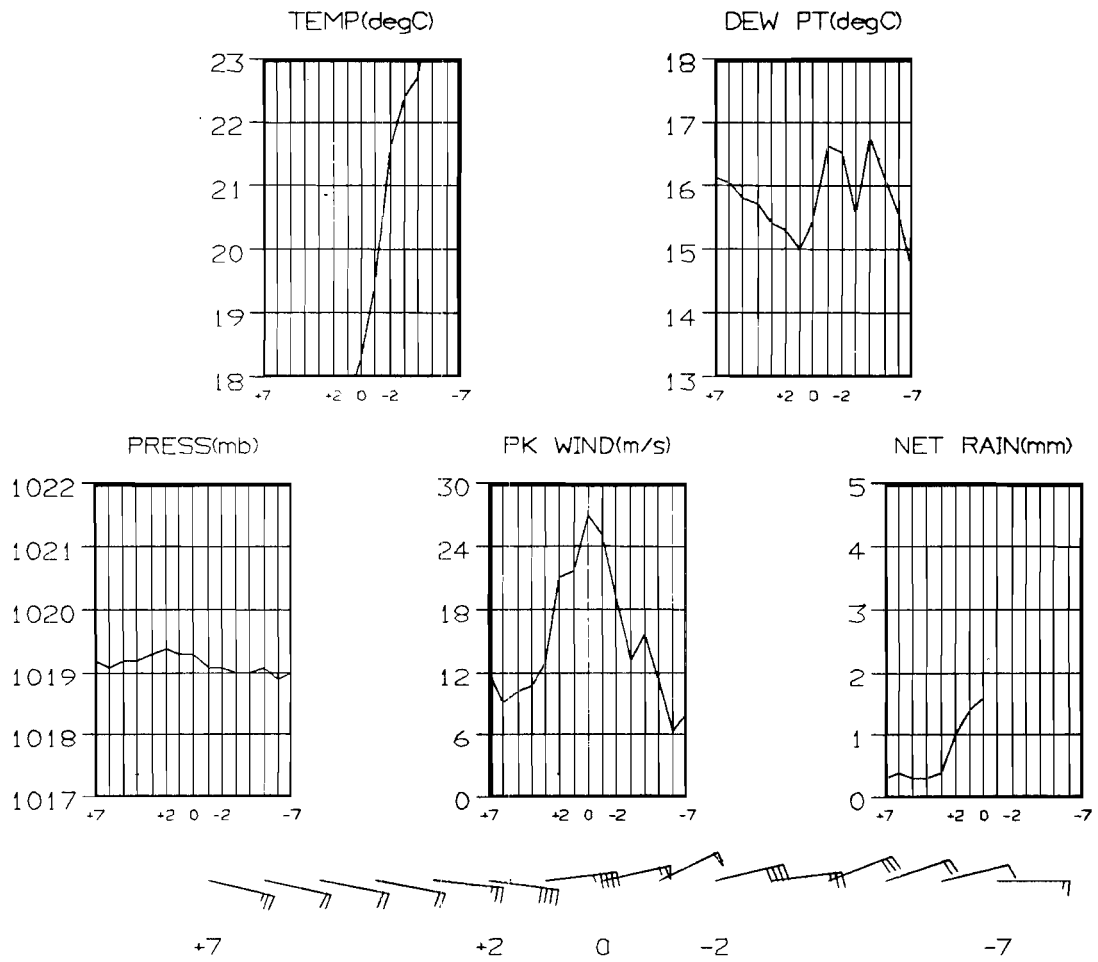 TEMP(degC)
23
22
21
20
19
18
+7 +2 0 -2 -7
DEW PT(degC)
18
17
16
15
14
13
+7 +2 0 -2 -7
PRESS(mb)
1022
1021
1020
1019
1018
1017
+7 +2 0 -2 -7
PK WIND(m/s)
30
24
18
12
6
0
+7 +2 0 -2 -7
NET RAIN(mm)
5
4
3
2
1
0
+7 +2 0 -2 -7
+7 +2 0 -2 -7